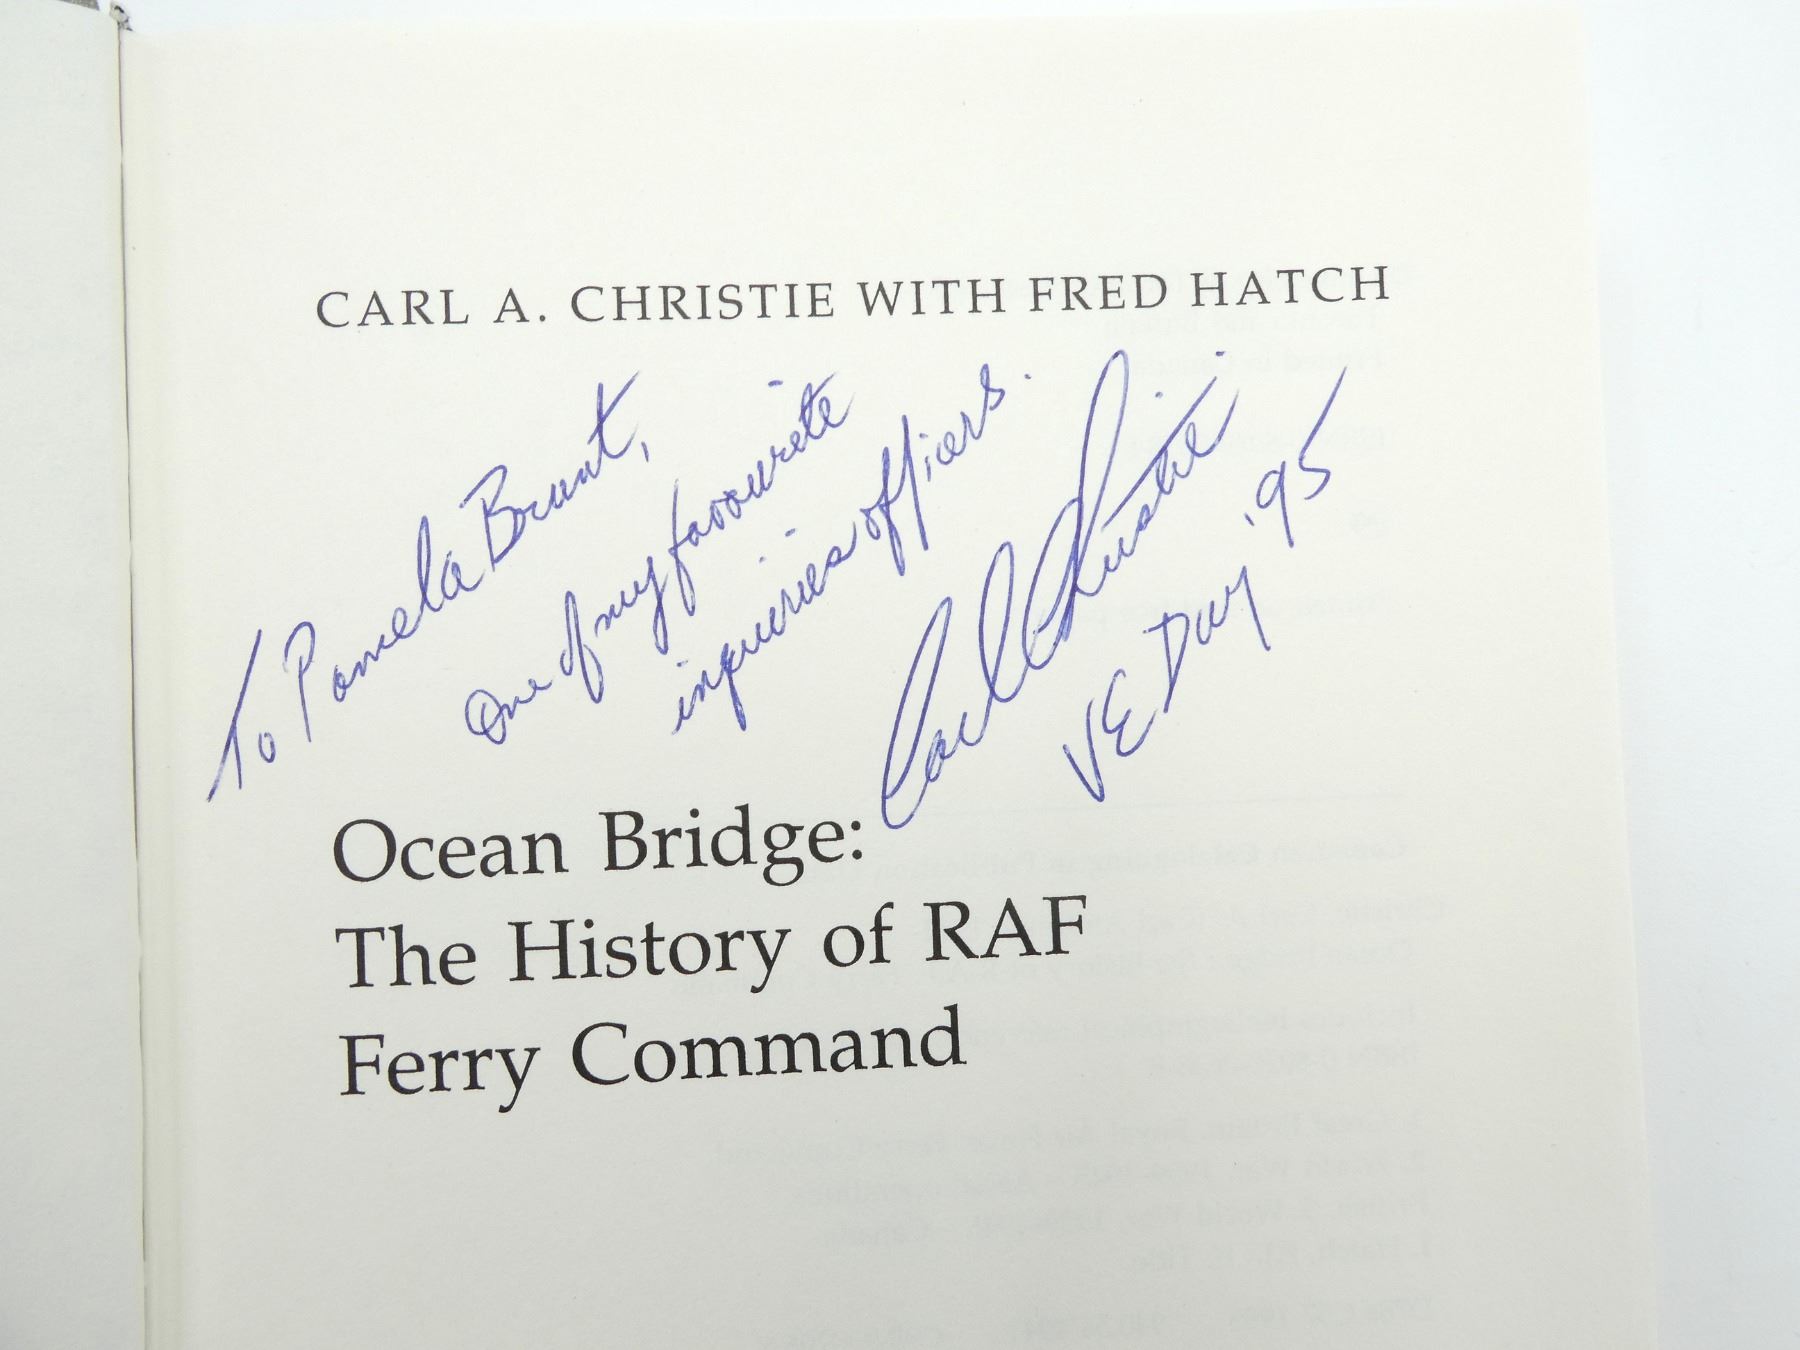 CARL A. CHRISTIE WITH FRED HATCH
To Pamela Brunt,
One of my favourite
inquiries officers.
Carl Christie
VE Day '95
Ocean Bridge:
The History of RAF
Ferry Command